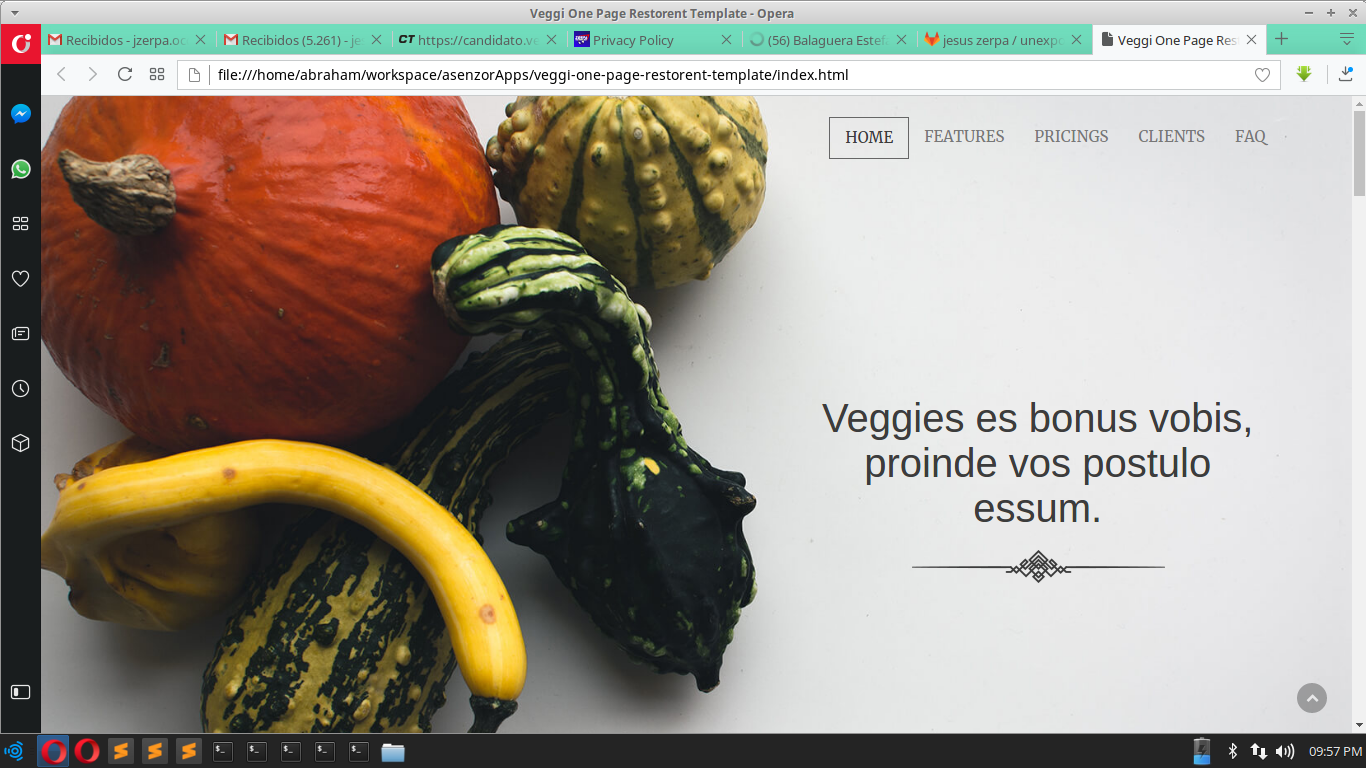 Veggi One Page Restorent Template - Opera
Recibidos - jzerpa.oc
Recibidos (5.261) - je
CT https://candidato.ve
Privacy Policy
(56) Balaguera Estef
jesus zerpa / unexpo
Veggi One Page Res
file:///home/abraham/workspace/asenzorApps/veggi-one-page-restorent-template/index.html
HOME FEATURES PRICINGS CLIENTS FAQ
Veggies es bonus vobis,
proinde vos postulo
essum.
09:57 PM